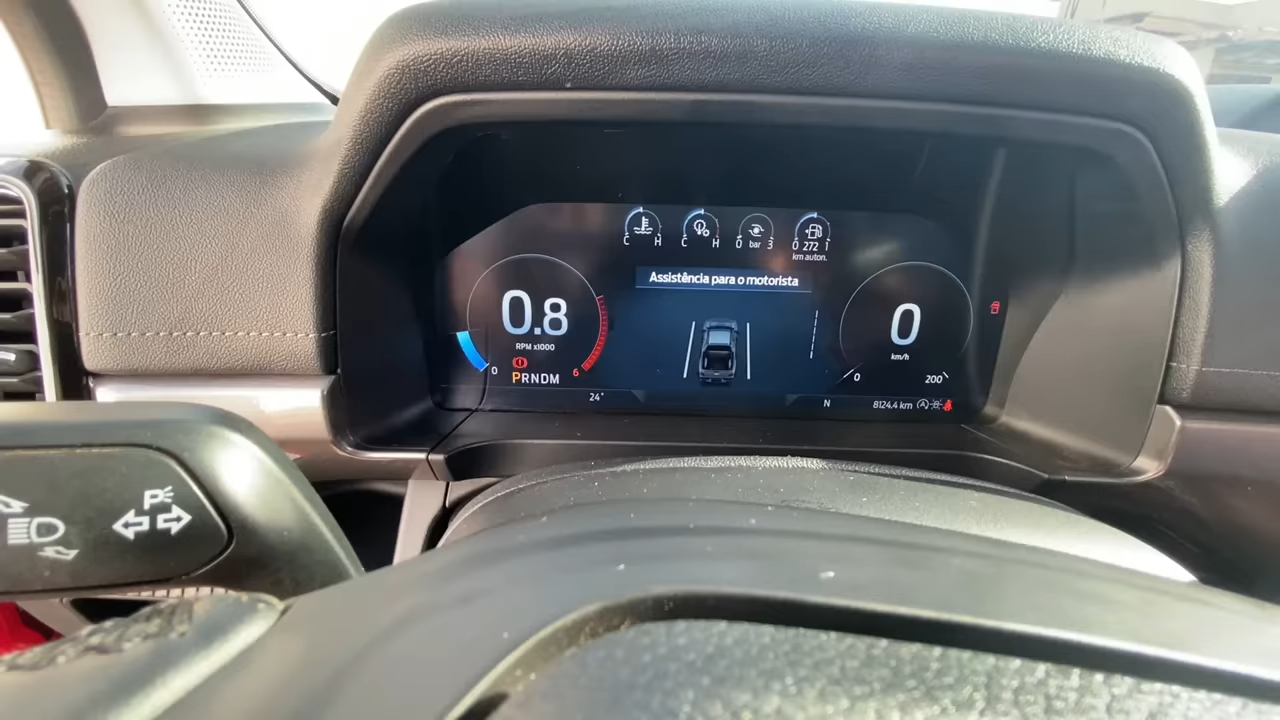 C H
C H
0 bar 3
0 272 1
km auton.
Assistência para o motorista
0.8
RPM x1000
0 6
PRNDM
24°
0
km/h
0 200
N
8124.4 km
A
P